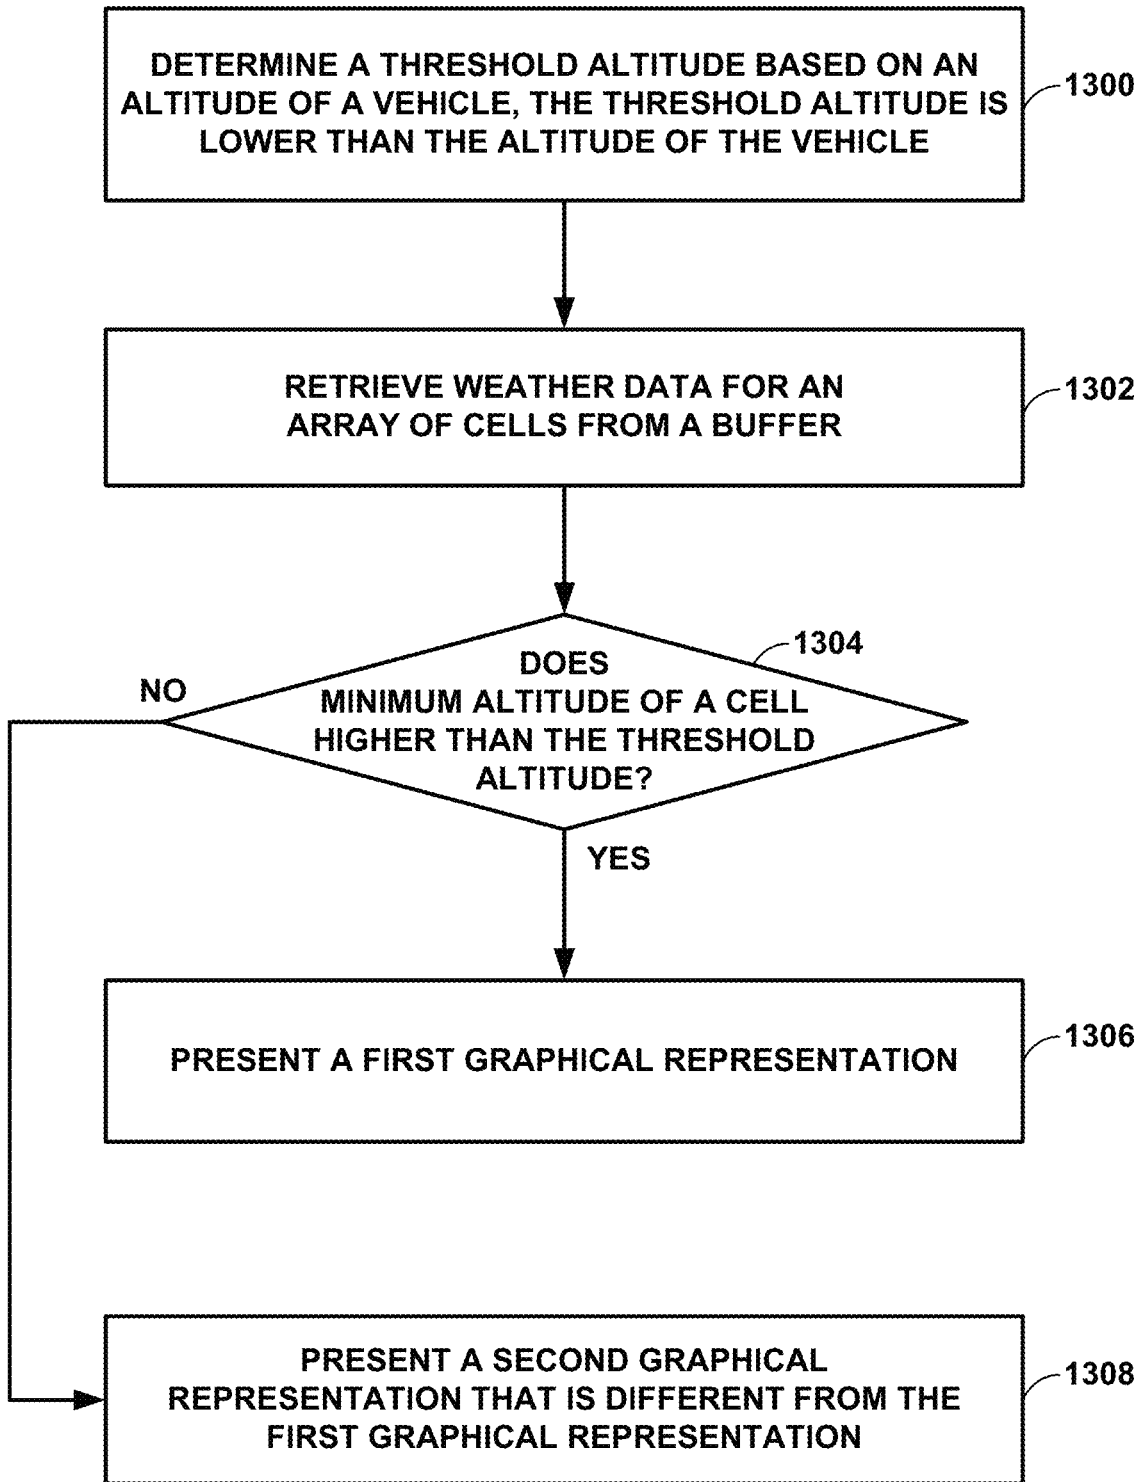 DETERMINE A THRESHOLD ALTITUDE BASED ON AN
ALTITUDE OF A VEHICLE, THE THRESHOLD ALTITUDE IS
LOWER THAN THE ALTITUDE OF THE VEHICLE
1300
RETRIEVE WEATHER DATA FOR AN
ARRAY OF CELLS FROM A BUFFER
1302
1304
DOES
MINIMUM ALTITUDE OF A CELL
HIGHER THAN THE THRESHOLD
ALTITUDE?
NO
YES
PRESENT A FIRST GRAPHICAL REPRESENTATION
1306
PRESENT A SECOND GRAPHICAL
REPRESENTATION THAT IS DIFFERENT FROM THE
FIRST GRAPHICAL REPRESENTATION
1308